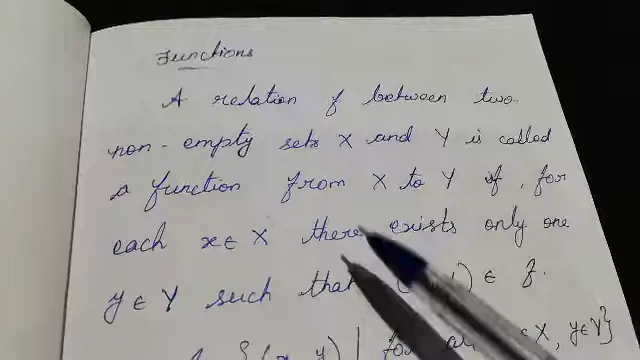 Functions
A relation f between two
non-empty sets X and Y is called
a function from X to Y if, for
each x ∈ X there exists only one
y ∈ Y such that ( ) ∈ f.
{(x, y) | for X, y∈Y}